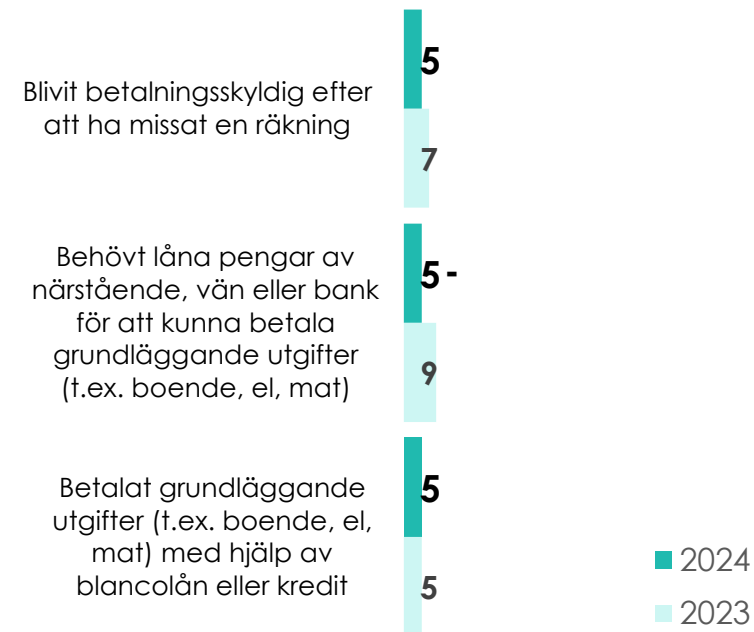 Blivit betalningsskyldig efter
att ha missat en räkning
5
7
Behövt låna pengar av
närstående, vän eller bank
för att kunna betala
grundläggande utgifter
(t.ex. boende, el, mat)
5 -
9
Betalat grundläggande
utgifter (t.ex. boende, el,
mat) med hjälp av
blancolån eller kredit
5
5
2024
2023